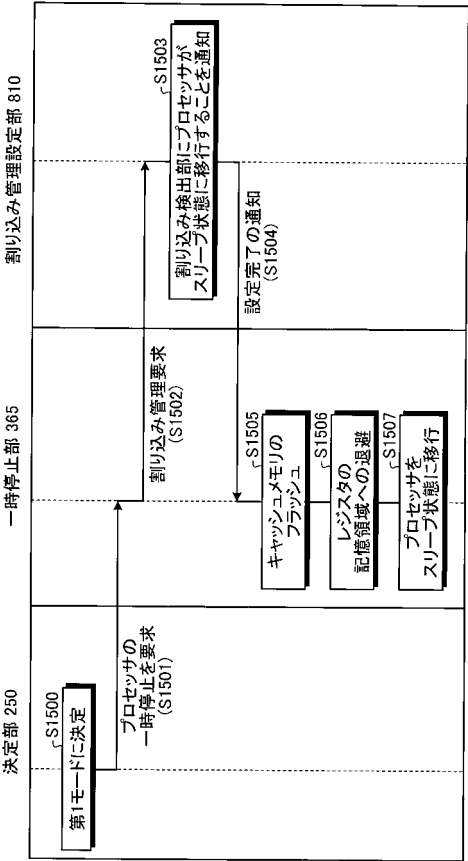 決定部 250
一時停止部 365
割り込み管理設定部 810
S1500
第1モードに決定
プロセッサの
一時停止を要求
(S1501)
割り込み管理要求
(S1502)
S1503
割り込み検出部にプロセッサが
スリープ状態に移行することを通知
設定完了の通知
(S1504)
S1505
キャッシュメモリの
フラッシュ
S1506
レジスタの
記憶領域への退避
S1507
プロセッサを
スリープ状態に移行